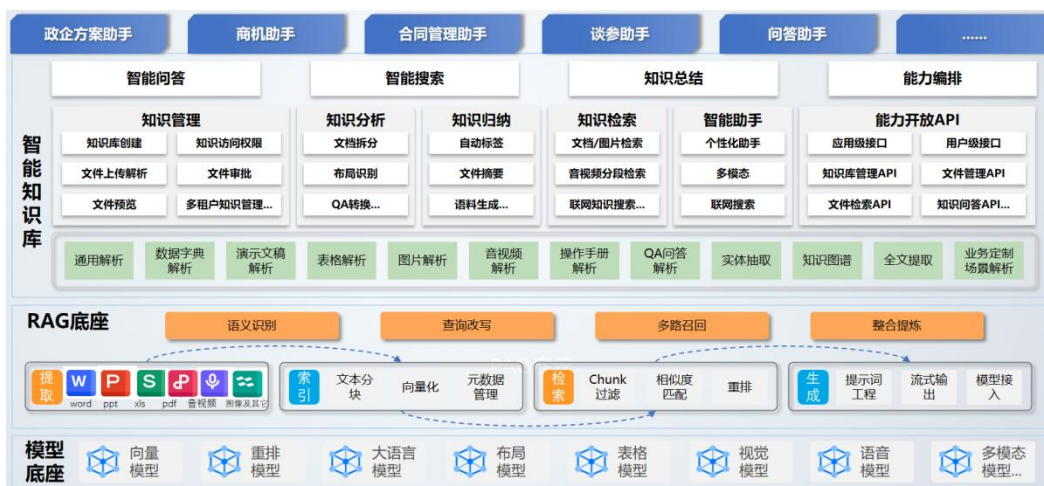 政企方案助手
商机助手
合同管理助手
谈参助手
问答助手
......
智能知识库
智能问答
智能搜索
知识总结
能力编排
知识管理
知识库创建
知识访问权限
文件上传解析
文件审批
文件预览
多租户知识管理...
知识分析
文档拆分
布局识别
QA转换...
知识归纳
自动标签
文件摘要
语料生成...
知识检索
文档/图片检索
音视频分段检索
联网知识搜索...
智能助手
个性化助手
多模态
联网搜索
能力开放API
应用级接口
用户级接口
知识库管理API
文件管理API
文件检索API
知识问答API...
通用解析
数据字典
解析
演示文稿
解析
表格解析
图片解析
音视频
解析
操作手册
解析
QA问答
解析
实体抽取
知识图谱
全文提取
业务定制
场景解析
RAG底座
语义识别
查询改写
多路召回
整合提炼
提取
W
word
P
ppt
S
xls
P
pdf
音视频
图像及其它
索引
文本分
块
向量化
元数据
管理
检索
Chunk
过滤
相似度
匹配
重排
生成
提示词
工程
流式输
出
模型接
入
模型
底座
向量
模型
重排
模型
大语言
模型
布局
模型
表格
模型
视觉
模型
语音
模型
多模态
模型...